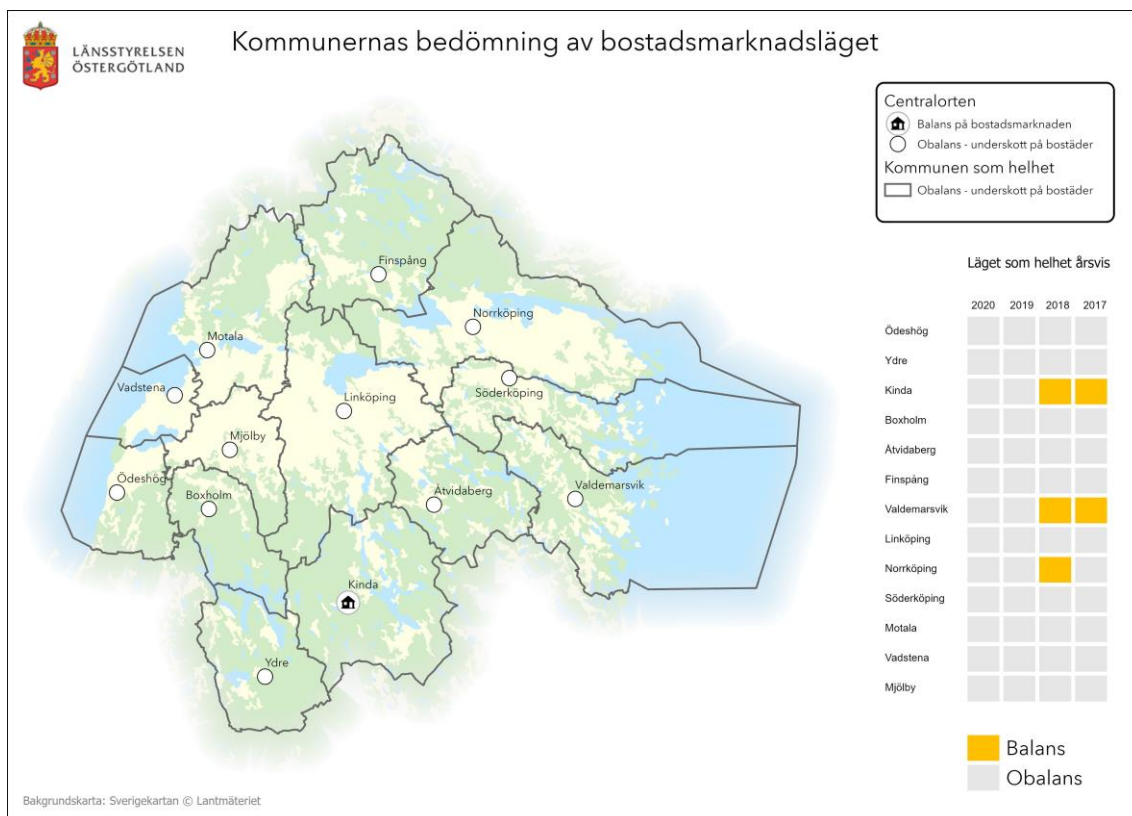 LÄNSSTYRELSEN
ÖSTERGÖTLAND
Kommunernas bedömning av bostadsmarknadsläget
Centralorten
Balans på bostadsmarknaden
Obalans - underskott på bostäder
Kommunen som helhet
Obalans - underskott på bostäder
Finspång
Norrköping
Motala
Vadstena
Linköping
Söderköping
Mjölby
Ödeshög
Boxholm
Åtvidaberg
Valdemarsvik
Kinda
Ydre
Läget som helhet årsvis
2020 2019 2018 2017
Ödeshög
Ydre
Kinda
Boxholm
Åtvidaberg
Finspång
Valdemarsvik
Linköping
Norrköping
Söderköping
Motala
Vadstena
Mjölby
Balans
Obalans
Bakgrundskarta: Sverigekartan © Lantmäteriet